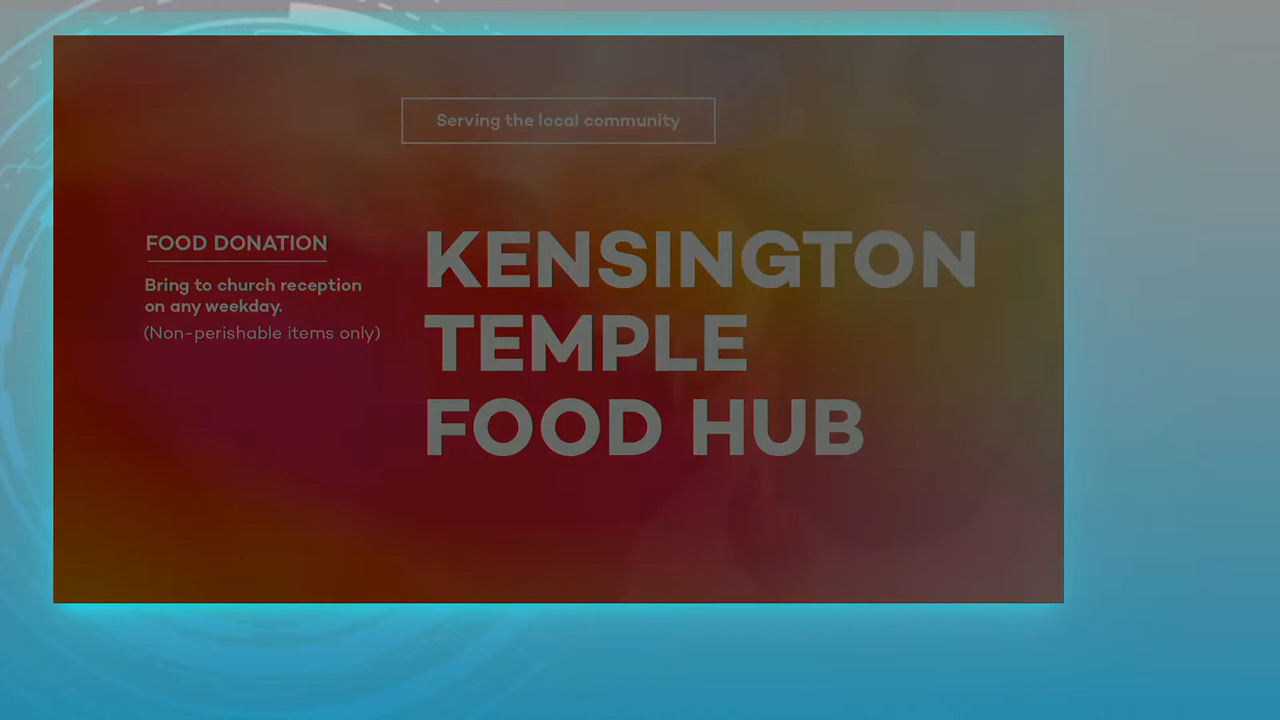 Serving the local community
FOOD DONATION
Bring to church reception
on any weekday.
(Non-perishable items only)
KENSINGTON
TEMPLE
FOOD HUB